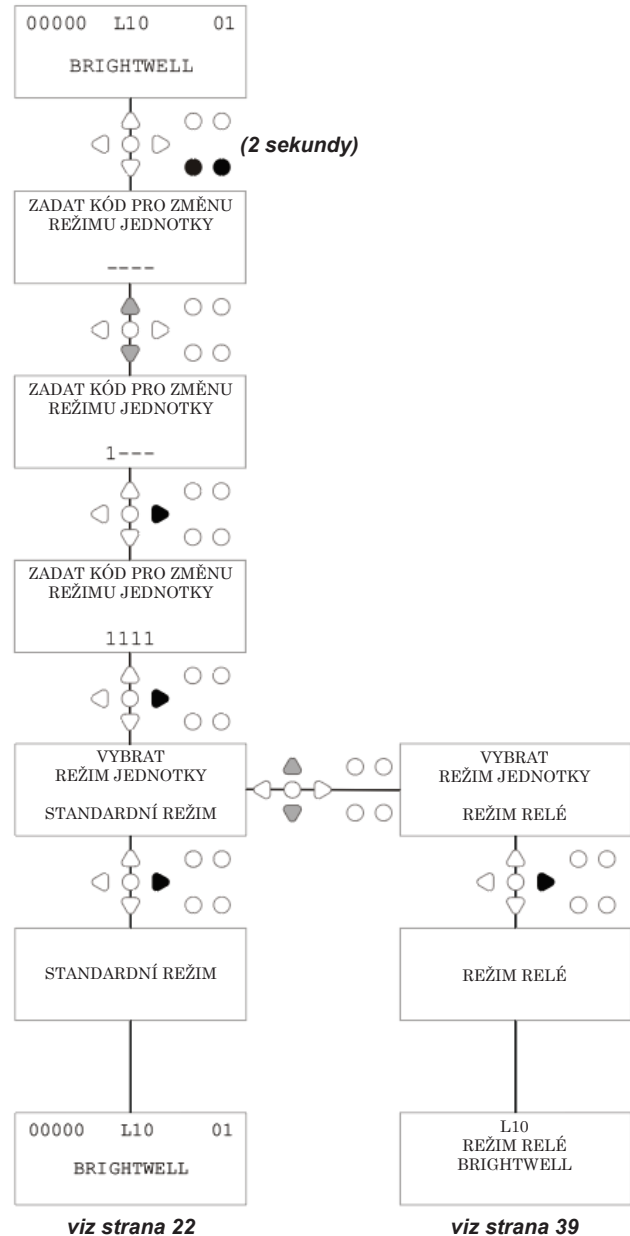 00000 L10 01
BRIGHTWELL
(2 sekundy)
ZADAT KÓD PRO ZMĚNU
REŽIMU JEDNOTKY
----
ZADAT KÓD PRO ZMĚNU
REŽIMU JEDNOTKY
1---
ZADAT KÓD PRO ZMĚNU
REŽIMU JEDNOTKY
1111
VYBRAT
REŽIM JEDNOTKY
STANDARDNÍ REŽIM
VYBRAT
REŽIM JEDNOTKY
REŽIM RELÉ
STANDARDNÍ REŽIM
REŽIM RELÉ
00000 L10 01
BRIGHTWELL
L10
REŽIM RELÉ
BRIGHTWELL
viz strana 22
viz strana 39